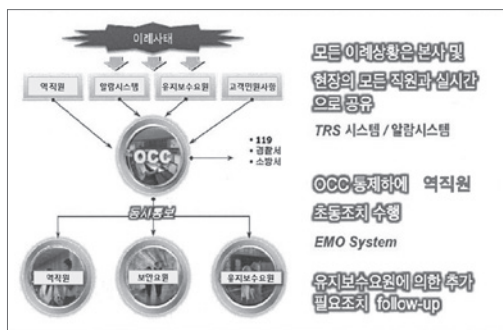 이례사태
역직원
알람시스템
유지보수요원
고객민원사항
OCC
• 119
• 경찰서
• 소방서
동시통보
역직원
보안요원
유지보수요원
모든 이례상황은 본사 및
현장의 모든 직원과 실시간
으로 공유
TRS 시스템 / 알람시스템
OCC 통제하에 역직원
초동조치 수행
EMO System
유지보수요원에 의한 추가
필요조치 follow-up